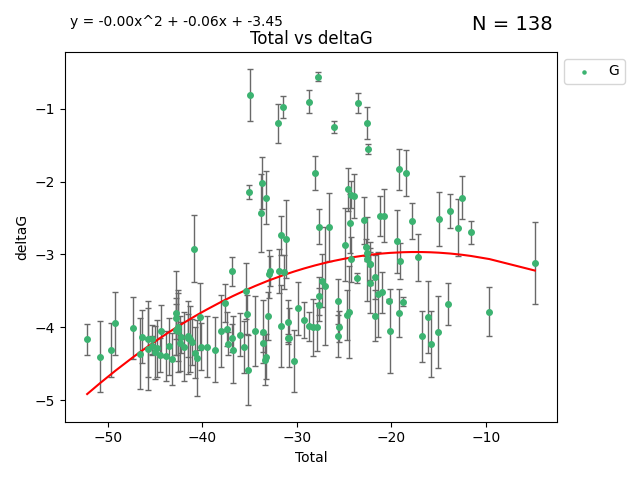 y = -0.00x^2 + -0.06x + -3.45
N = 138
Total vs deltaG
G
−1
−2
−3
−4
−5
deltaG
−50 −40 −30 −20 −10
Total